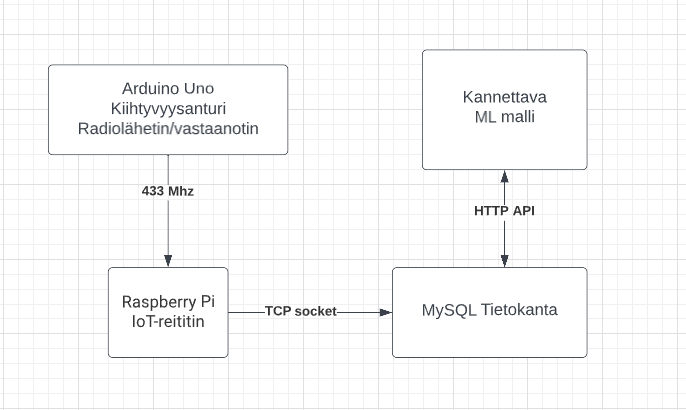 Arduino Uno
Kiihtyvyysanturi
Radiolähetin/vastaanotin
Kannettava
ML malli
433 Mhz
HTTP API
Raspberry Pi
IoT-reititin
TCP socket
MySQL Tietokanta